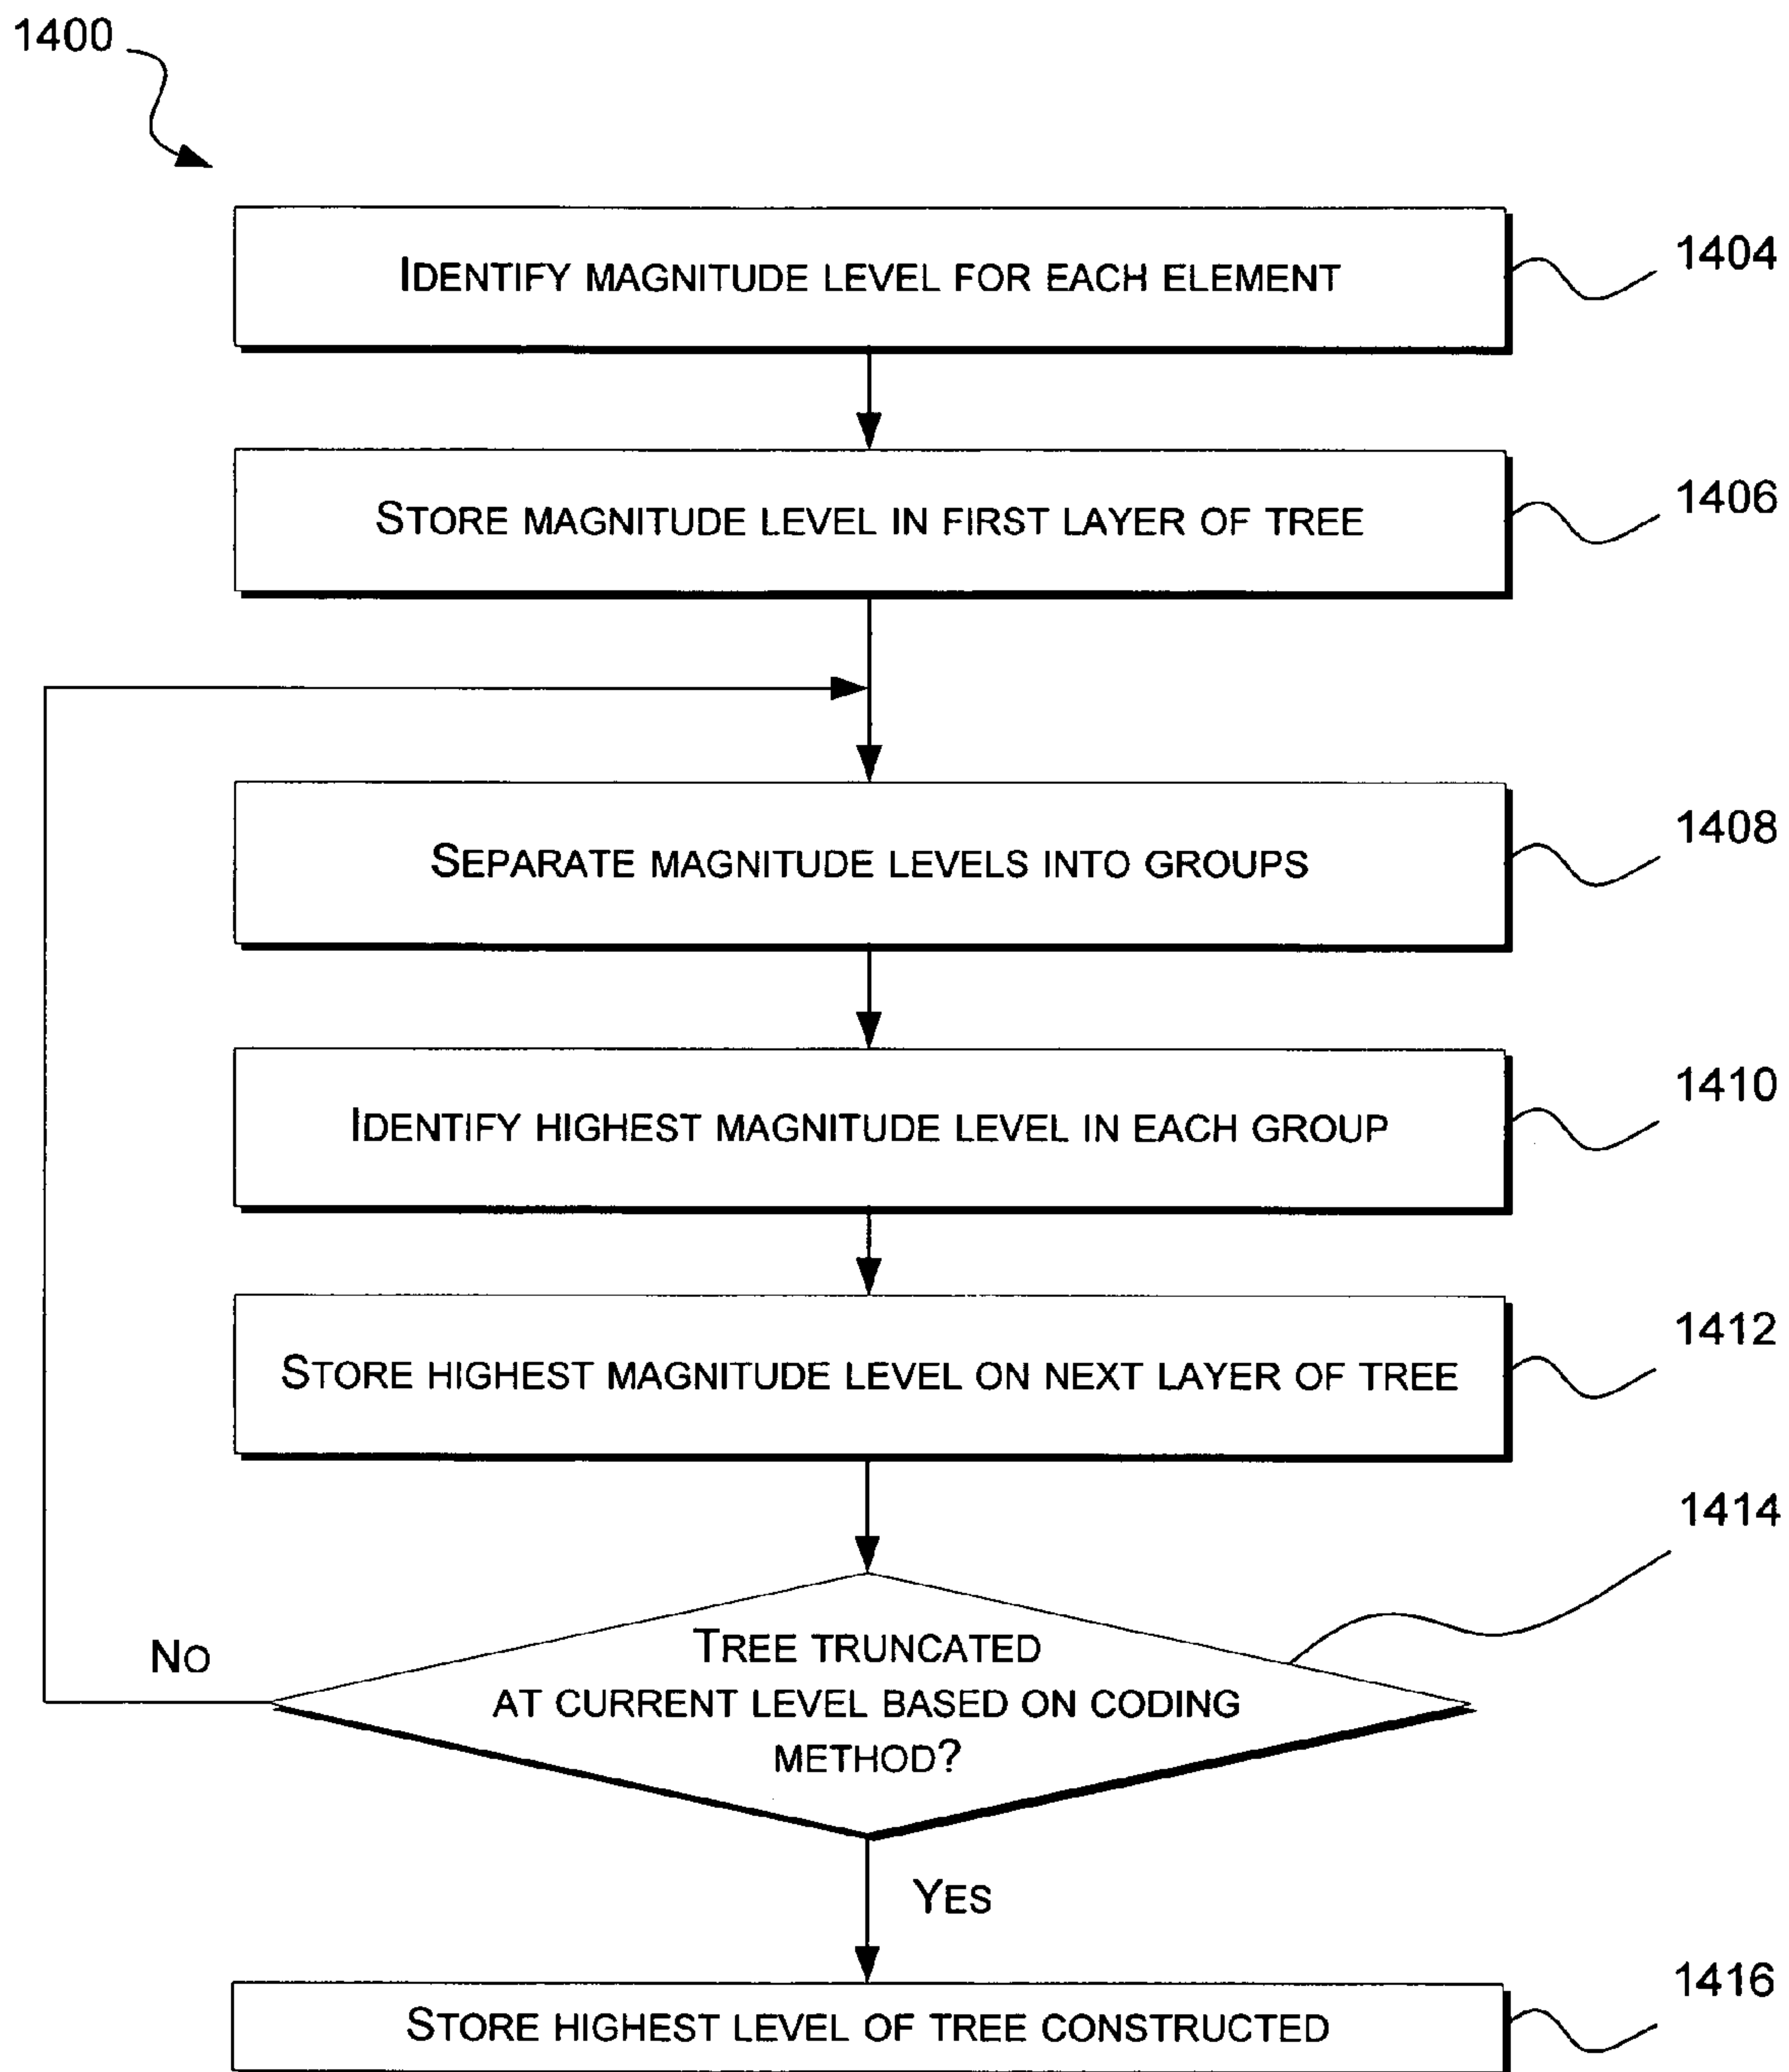 1400
IDENTIFY MAGNITUDE LEVEL FOR EACH ELEMENT
1404
STORE MAGNITUDE LEVEL IN FIRST LAYER OF TREE
1406
SEPARATE MAGNITUDE LEVELS INTO GROUPS
1408
IDENTIFY HIGHEST MAGNITUDE LEVEL IN EACH GROUP
1410
STORE HIGHEST MAGNITUDE LEVEL ON NEXT LAYER OF TREE
1412
1414
NO
TREE TRUNCATED
AT CURRENT LEVEL BASED ON CODING
METHOD?
YES
STORE HIGHEST LEVEL OF TREE CONSTRUCTED
1416